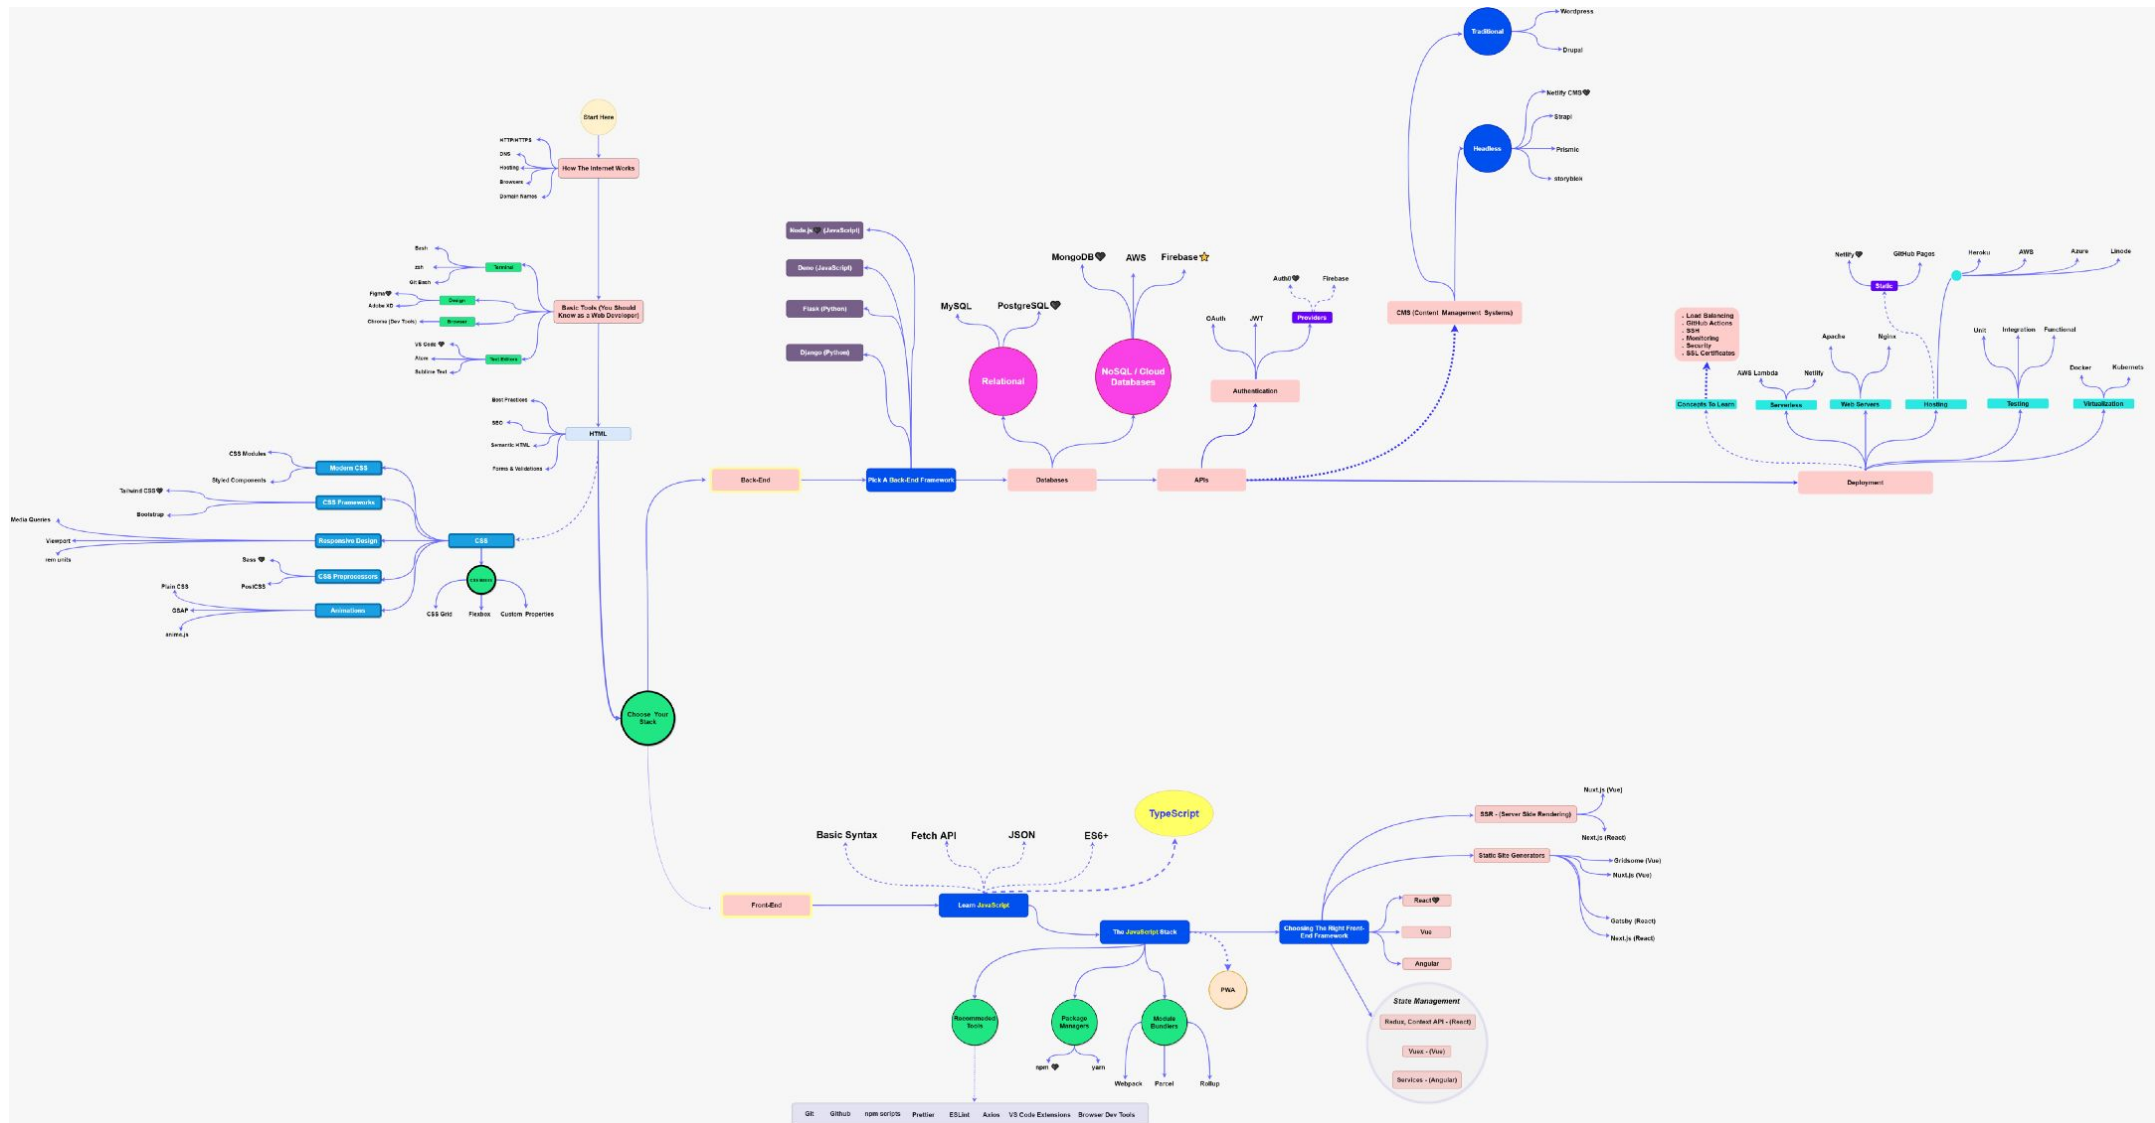 Start Here
HTTP/HTTPS
DNS
Hosting
Browsers
Domain Names
How The Internet Works
Bash
zsh
Git Bash
Terminal
Figma
Adobe XD
Design
Chrome (Dev Tools)
Browser
VS Code
Atom
Sublime Text
Text Editors
Basic Tools (You Should
Know as a Web Developer)
Best Practices
SEO
Semantic HTML
Forms & Validations
HTML
CSS Modules
Styled Components
Modern CSS
Tailwind CSS
Bootstrap
CSS Frameworks
Media Queries
Viewport
rem units
Responsive Design
Sass
PostCSS
CSS Preprocessors
Plain CSS
GSAP
anime.js
Animations
CSS
CSS Grid
Flexbox
Custom Properties
Choose Your
Stack
Back-End
Node.js (JavaScript)
Deno (JavaScript)
Flask (Python)
Django (Python)
Pick A Back-End Framework
MySQL
PostgreSQL
Relational
MongoDB
AWS
Firebase
NoSQL / Cloud
Databases
Databases
OAuth
JWT
Auth0
Firebase
Providers
Authentication
APIs
Traditional
Wordpress
Drupal
Headless
Netlify CMS
Strapi
Prismic
storyblok
CMS (Content Management Systems)
. Load Balancing
. GitHub Actions
. SSH
. Monitoring
. Security
. SSL Certificates
Concepts To Learn
AWS Lambda
Netlify
Serverless
Apache
Nginx
Web Servers
Netlify
GitHub Pages
Static
Heroku
AWS
Azure
Linode
Hosting
Unit
Integration
Functional
Testing
Docker
Kubernets
Virtualization
Deployment
Front-End
Basic Syntax
Fetch API
JSON
ES6+
TypeScript
Learn JavaScript
The JavaScript Stack
PWA
Recommeded
Tools
Package
Managers
npm
yarn
Module
Bundlers
Webpack
Parcel
Rollup
Git
Github
npm scripts
Prettier
ESLint
Axios
VS Code Extensions
Browser Dev Tools
Choosing The Right Front-
End Framework
SSR - (Server Side Rendering)
Nuxt.js (Vue)
Next.js (React)
Static Site Generators
Gridsome (Vue)
Nuxt.js (Vue)
Gatsby (React)
Next.js (React)
React
Vue
Angular
State Management
Redux, Context API - (React)
Vuex - (Vue)
Services - (Angular)